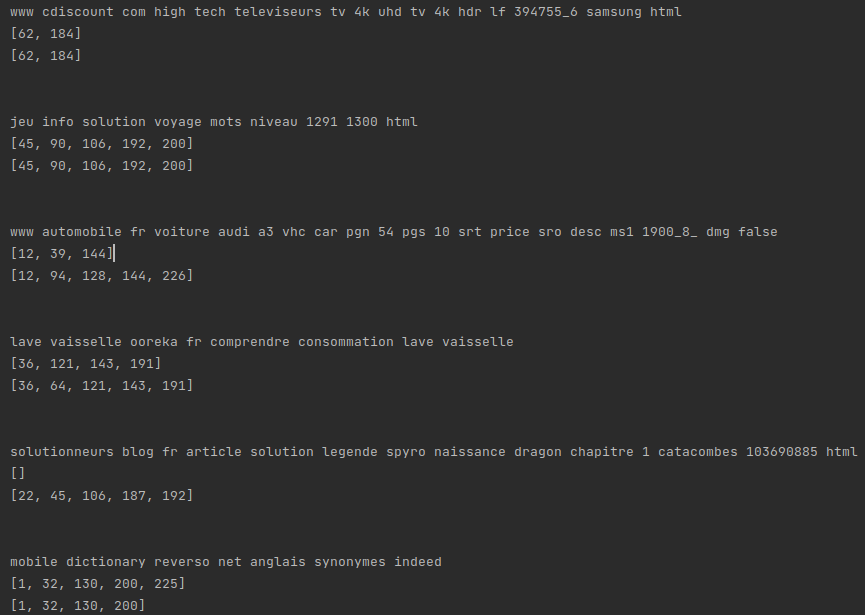 www cdiscount com high tech televiseurs tv 4k uhd tv 4k hdr lf 394755_6 samsung html
[62, 184]
[62, 184]
jeu info solution voyage mots niveau 1291 1300 html
[45, 90, 106, 192, 200]
[45, 90, 106, 192, 200]
www automobile fr voiture audi a3 vhc car pgn 54 pgs 10 srt price sro desc ms1 1900_8_ dmg false
[12, 39, 144]
[12, 94, 128, 144, 226]
lave vaisselle ooreka fr comprendre consommation lave vaisselle
[36, 121, 143, 191]
[36, 64, 121, 143, 191]
solutionneurs blog fr article solution legende spyro naissance dragon chapitre 1 catacombes 103690885 html
[]
[22, 45, 106, 187, 192]
mobile dictionary reverso net anglais synonymes indeed
[1, 32, 130, 200, 225]
[1, 32, 130, 200]